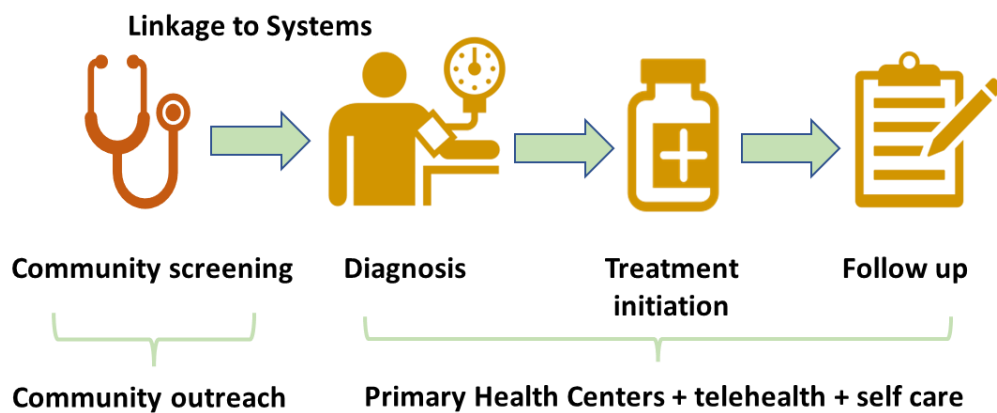 Linkage to Systems
Community screening
Diagnosis
Treatment
initiation
Follow up
Community outreach
Primary Health Centers + telehealth + self care